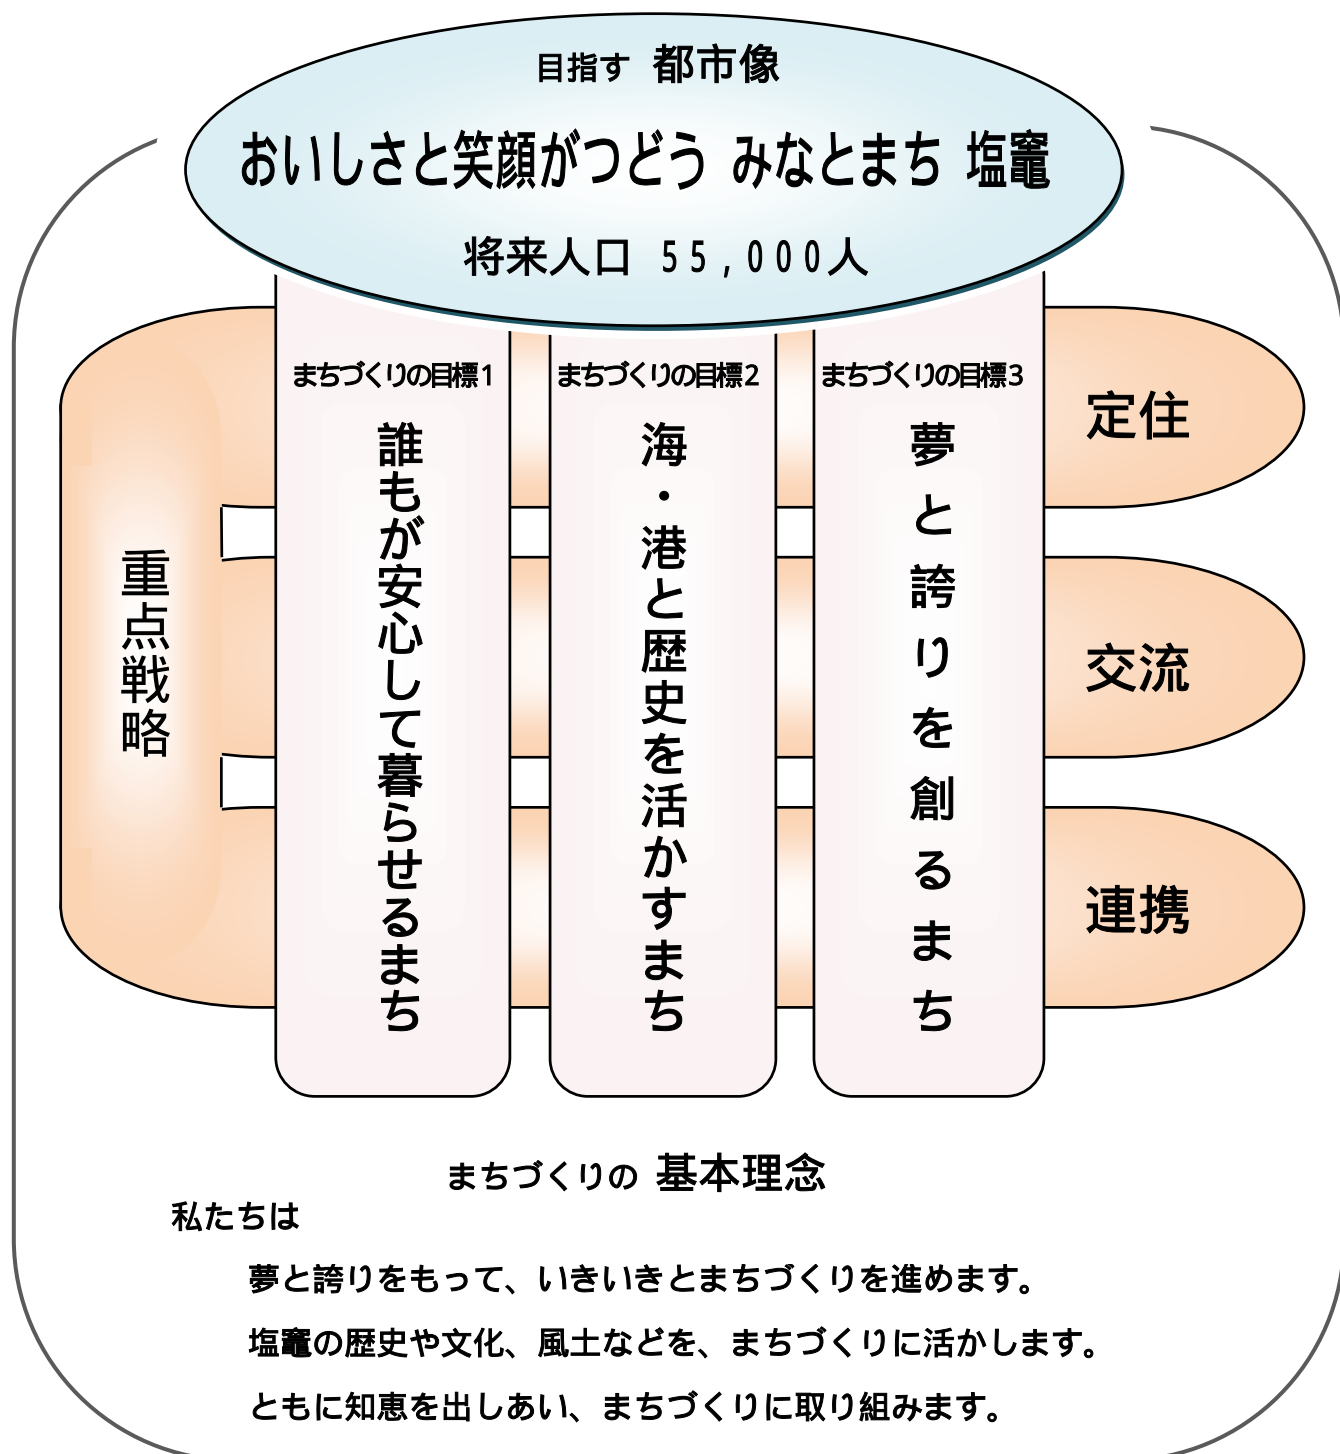 目指す 都市像
おいしさと笑顔がつどう みなとまち 塩竈
将来人口 55,000人
まちづくりの目標1
誰もが安心して暮らせるまち
まちづくりの目標2
海・港と歴史を活かすまち
まちづくりの目標3
夢と誇りを創るまち
重点戦略
定住
交流
連携
まちづくりの 基本理念
私たちは
夢と誇りをもって、いきいきとまちづくりを進めます。
塩竈の歴史や文化、風土などを、まちづくりに活かします。
ともに知恵を出しあい、まちづくりに取り組みます。